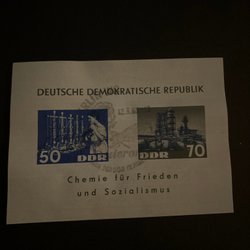 DEUTSCHE DEMOKRATISCHE REPUBLIK
50 DDR
DDR 70
Chemie für Frieden
und Sozialismus